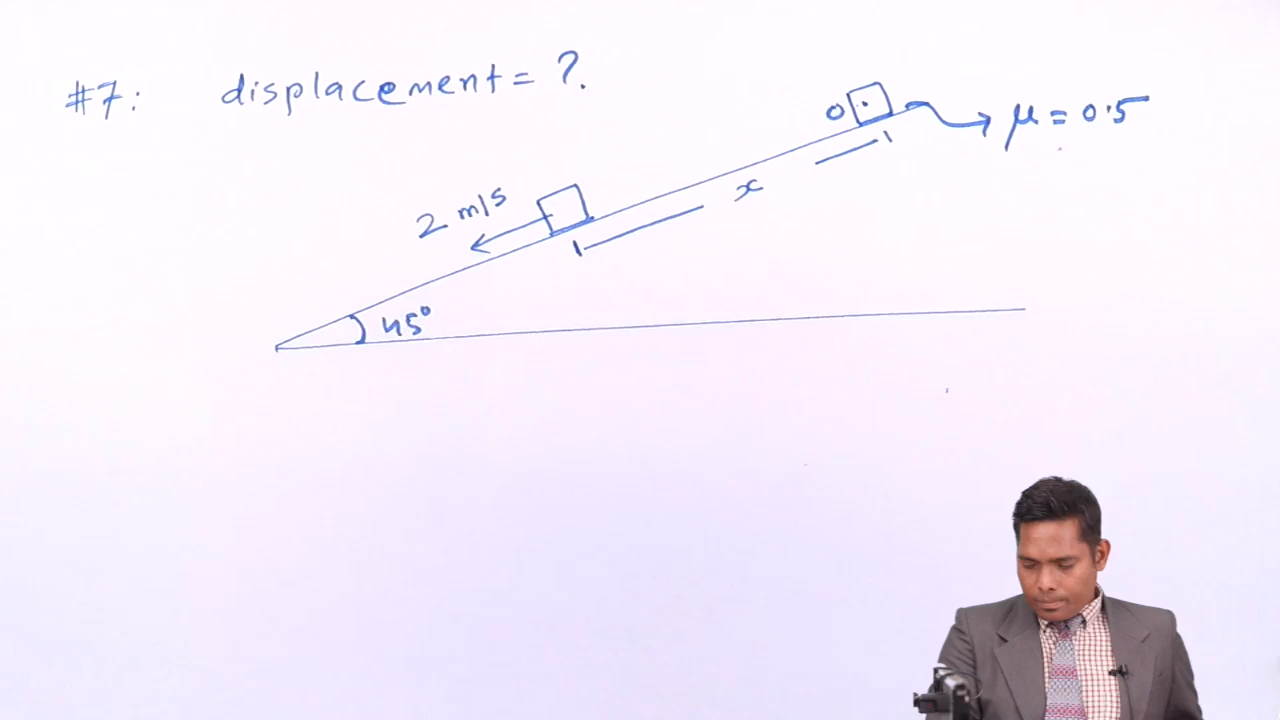 #7: displacement = ?
0
μ = 0.5
x
2 m/s
45°